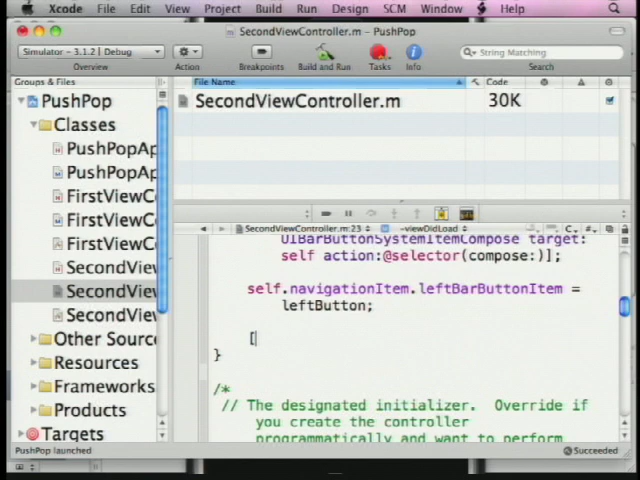 Xcode File Edit View Project Build Run Design SCM Window Help
SecondViewController.m – PushPop
Simulator - 3.1.2 | Debug
String Matching
Overview Action Breakpoints Build and Run Tasks Info Search
Groups & Files
File Name Code
PushPop
SecondViewController.m 30K
Classes
PushPopAp
PushPopAp
FirstViewC
FirstViewC
FirstViewC
SecondViev
SecondViev
SecondViev
Other Sourc
Resources
Frameworks
Products
Targets
SecondViewController.m:23 -viewDidLoad C #
UIBarButtonSystemItemCompose target:
self action:@selector(compose:)];
self.navigationItem.leftBarButtonItem =
leftButton;
[
}
/*
// The designated initializer. Override if
you create the controller
programmatically and want to perform
PushPop launched
Succeeded